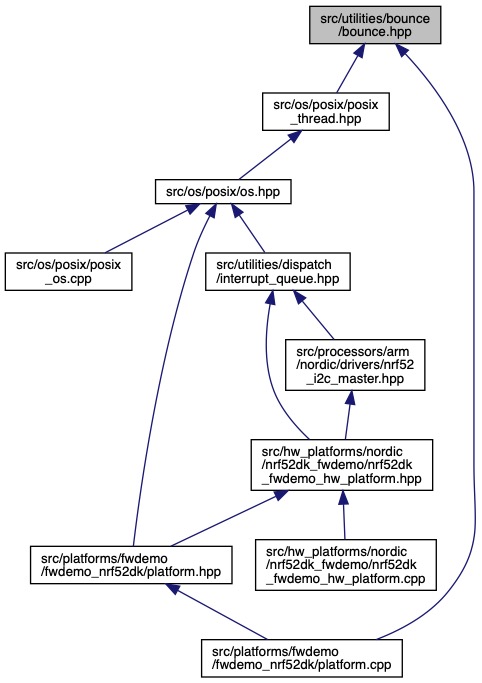 src/utilities/bounce
/bounce.hpp
src/os/posix/posix
_thread.hpp
src/os/posix/os.hpp
src/os/posix/posix
_os.cpp
src/utilities/dispatch
/interrupt_queue.hpp
src/processors/arm
/nordic/drivers/nrf52
_i2c_master.hpp
src/hw_platforms/nordic
/nrf52dk_fwdemo/nrf52dk
_fwdemo_hw_platform.hpp
src/platforms/fwdemo
/fwdemo_nrf52dk/platform.hpp
src/hw_platforms/nordic
/nrf52dk_fwdemo/nrf52dk
_fwdemo_hw_platform.cpp
src/platforms/fwdemo
/fwdemo_nrf52dk/platform.cpp